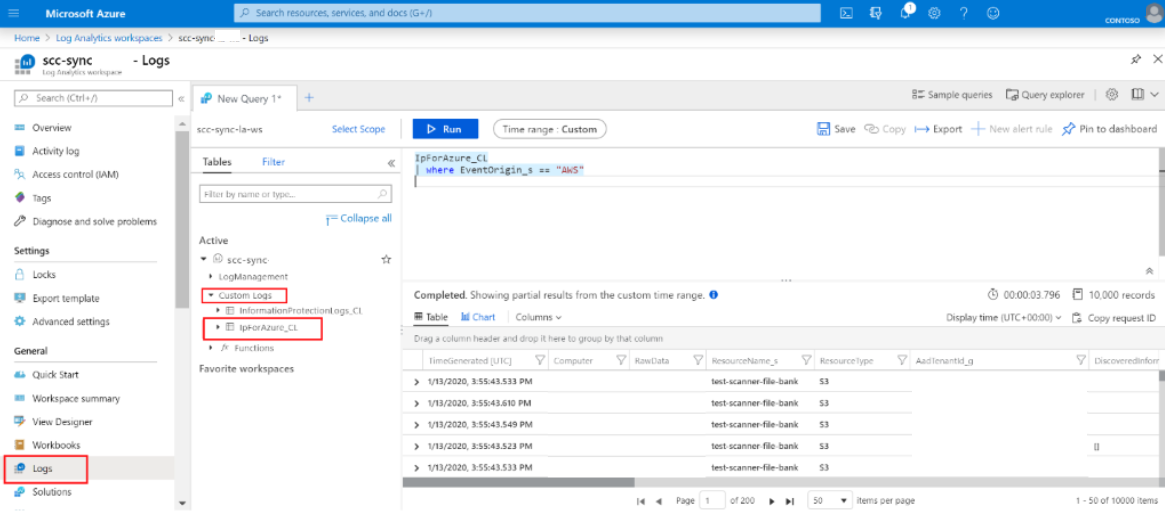 Microsoft Azure
Search resources, services, and docs (G+/)
1
CONTOSO
Home > Log Analytics workspaces > scc-sync - Logs
scc-sync - Logs
Log Analytics workspace
Search (Ctrl+/)
Overview
Activity log
Access control (IAM)
Tags
Diagnose and solve problems
Settings
Locks
Export template
Advanced settings
General
Quick Start
Workspace summary
View Designer
Workbooks
Logs
Solutions
New Query 1*
Sample queries Query explorer
scc-sync-la-ws Select Scope
Run Time range : Custom
Save Copy Export New alert rule Pin to dashboard
Tables Filter
Filter by name or type...
Collapse all
Active
scc-sync-
LogManagement
Custom Logs
InformationProtectionLogs_CL
IpForAzure_CL
Functions
Favorite workspaces
IpForAzure_CL
| where EventOrigin_s == "AWS"
Completed. Showing partial results from the custom time range. 00:00:03.796 10,000 records
Table Chart Columns Display time (UTC+00:00) Copy request ID
Drag a column header and drop it here to group by that column
TimeGenerated [UTC] Computer RawData ResourceName_s ResourceType AadTenantId_g DiscoveredInform
1/13/2020, 3:55:43.533 PM test-scanner-file-bank S3
1/13/2020, 3:55:43.610 PM test-scanner-file-bank S3
1/13/2020, 3:55:43.549 PM test-scanner-file-bank S3
1/13/2020, 3:55:43.523 PM test-scanner-file-bank S3 []
1/13/2020, 3:55:43.533 PM test-scanner-file-bank S3
Page 1 of 200 50 items per page 1 - 50 of 10000 items